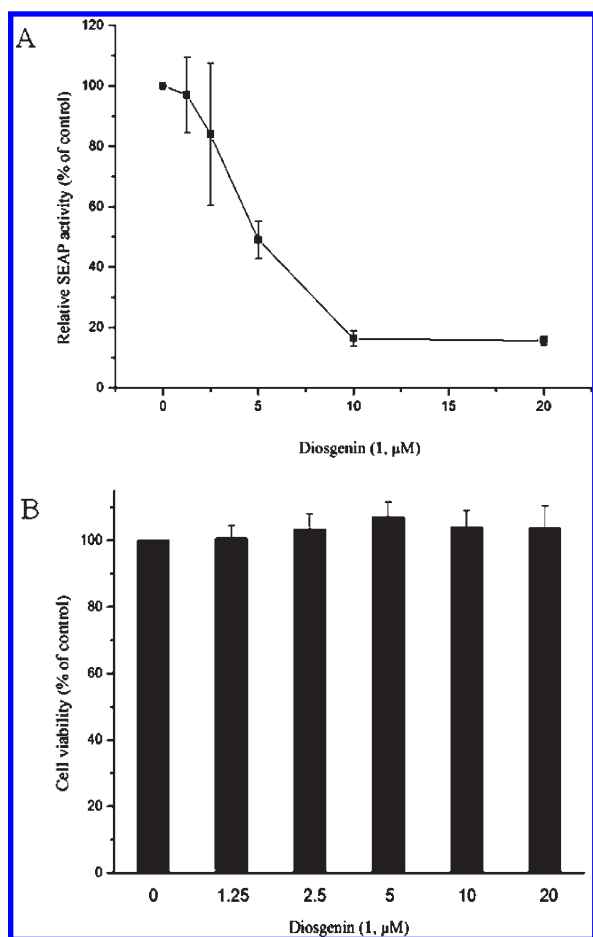 A
120
100
80
60
40
20
0
Relative SEAP activity (% of control)
0 5 10 15 20
Diosgenin (1, μM)
B
100
80
60
40
20
0
Cell viability (% of control)
0 1.25 2.5 5 10 20
Diosgenin (1, μM)